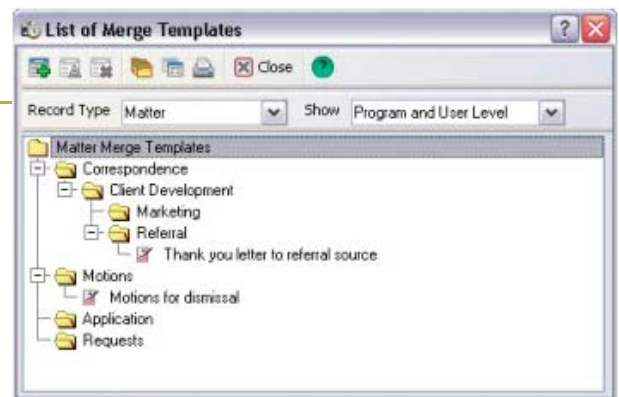 List of Merge Templates
Close
Record Type Matter Show Program and User Level
Matter Merge Templates
Correspondence
Client Development
Marketing
Referral
Thank you letter to referral source
Motions
Motions for dismissal
Application
Requests